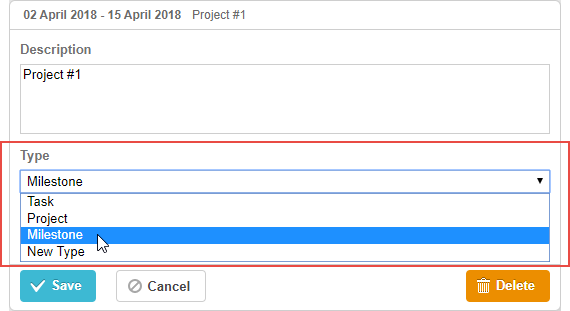 02 April 2018 - 15 April 2018 Project #1
Description
Project #1
Type
Milestone
Task
Project
Milestone
New Type
Save Cancel Delete